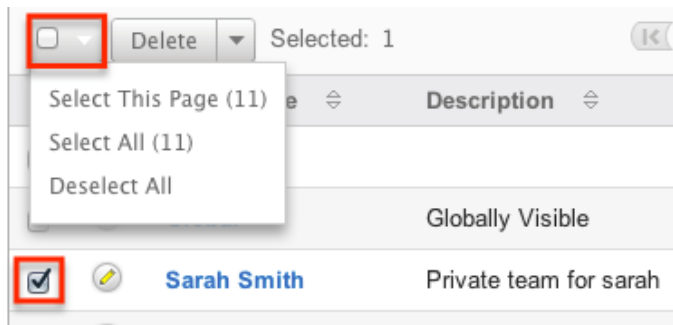 Delete Selected: 1
Select This Page (11)
Select All (11)
Deselect All
e Description
Globally Visible
Sarah Smith Private team for sarah